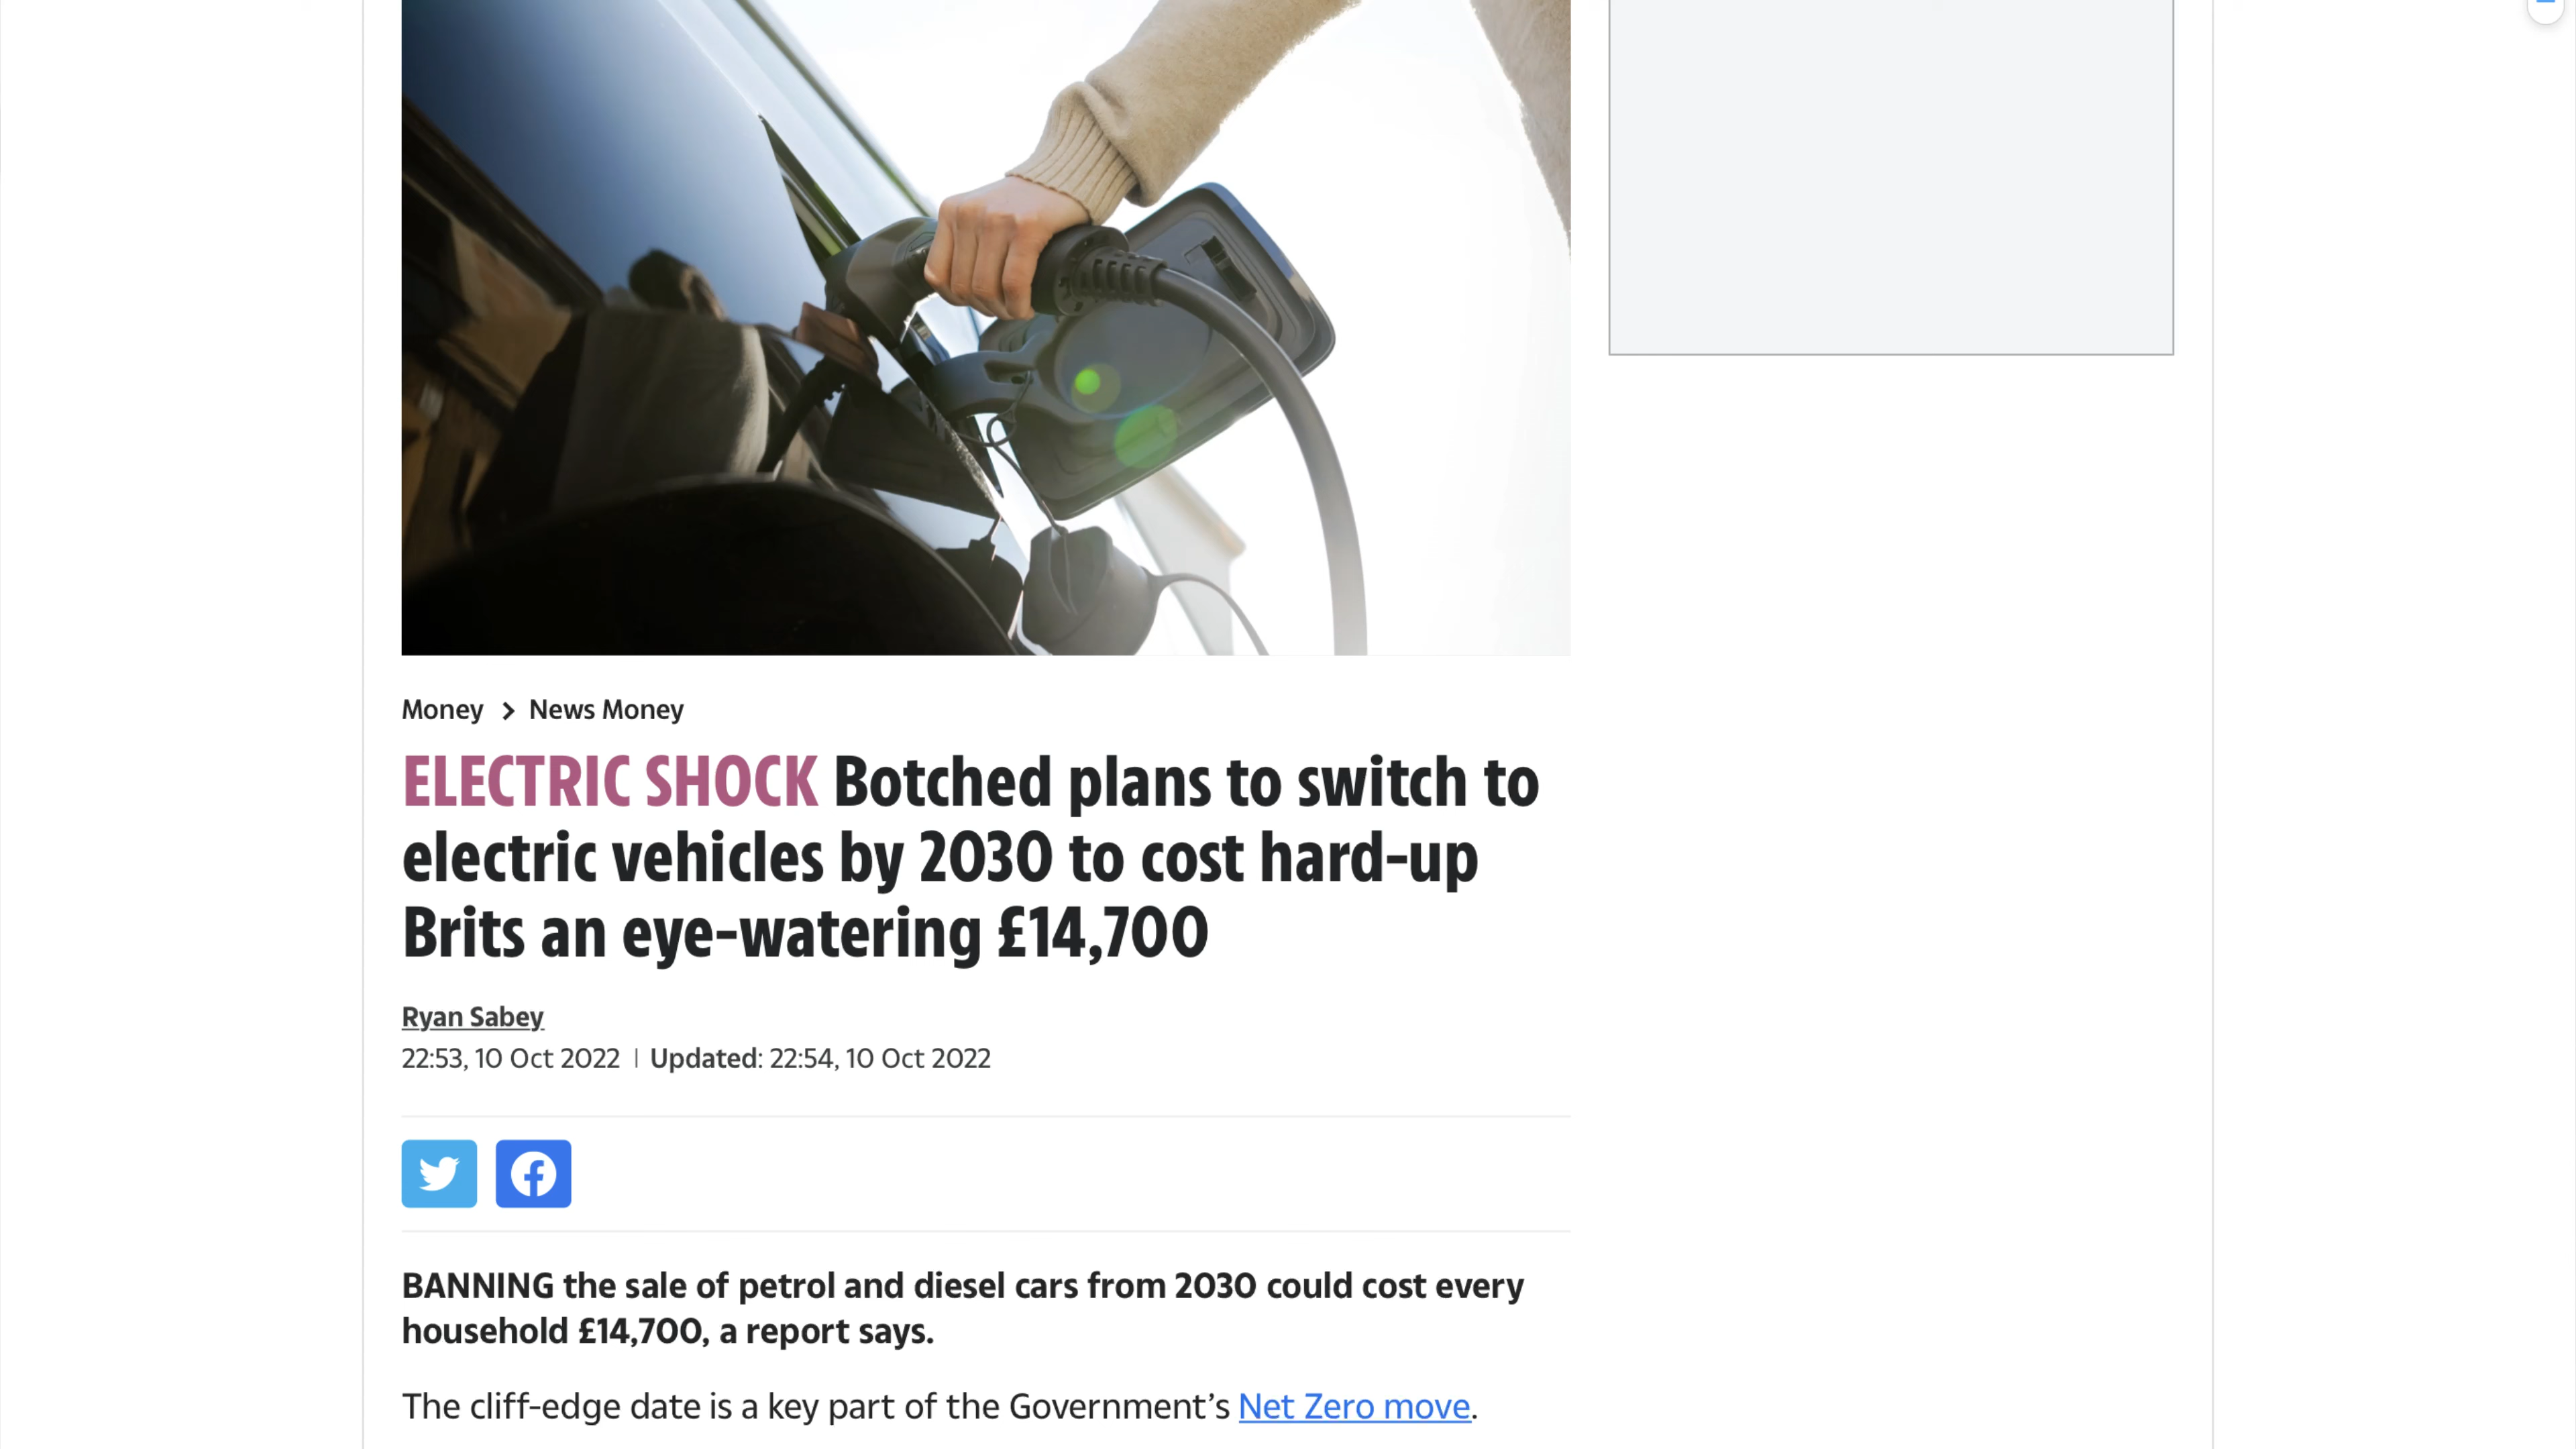 Money > News Money
ELECTRIC SHOCK Botched plans to switch to
electric vehicles by 2030 to cost hard-up
Brits an eye-watering £14,700
Ryan Sabey
22:53, 10 Oct 2022 | Updated: 22:54, 10 Oct 2022
BANNING the sale of petrol and diesel cars from 2030 could cost every
household £14,700, a report says.
The cliff-edge date is a key part of the Government’s Net Zero move.